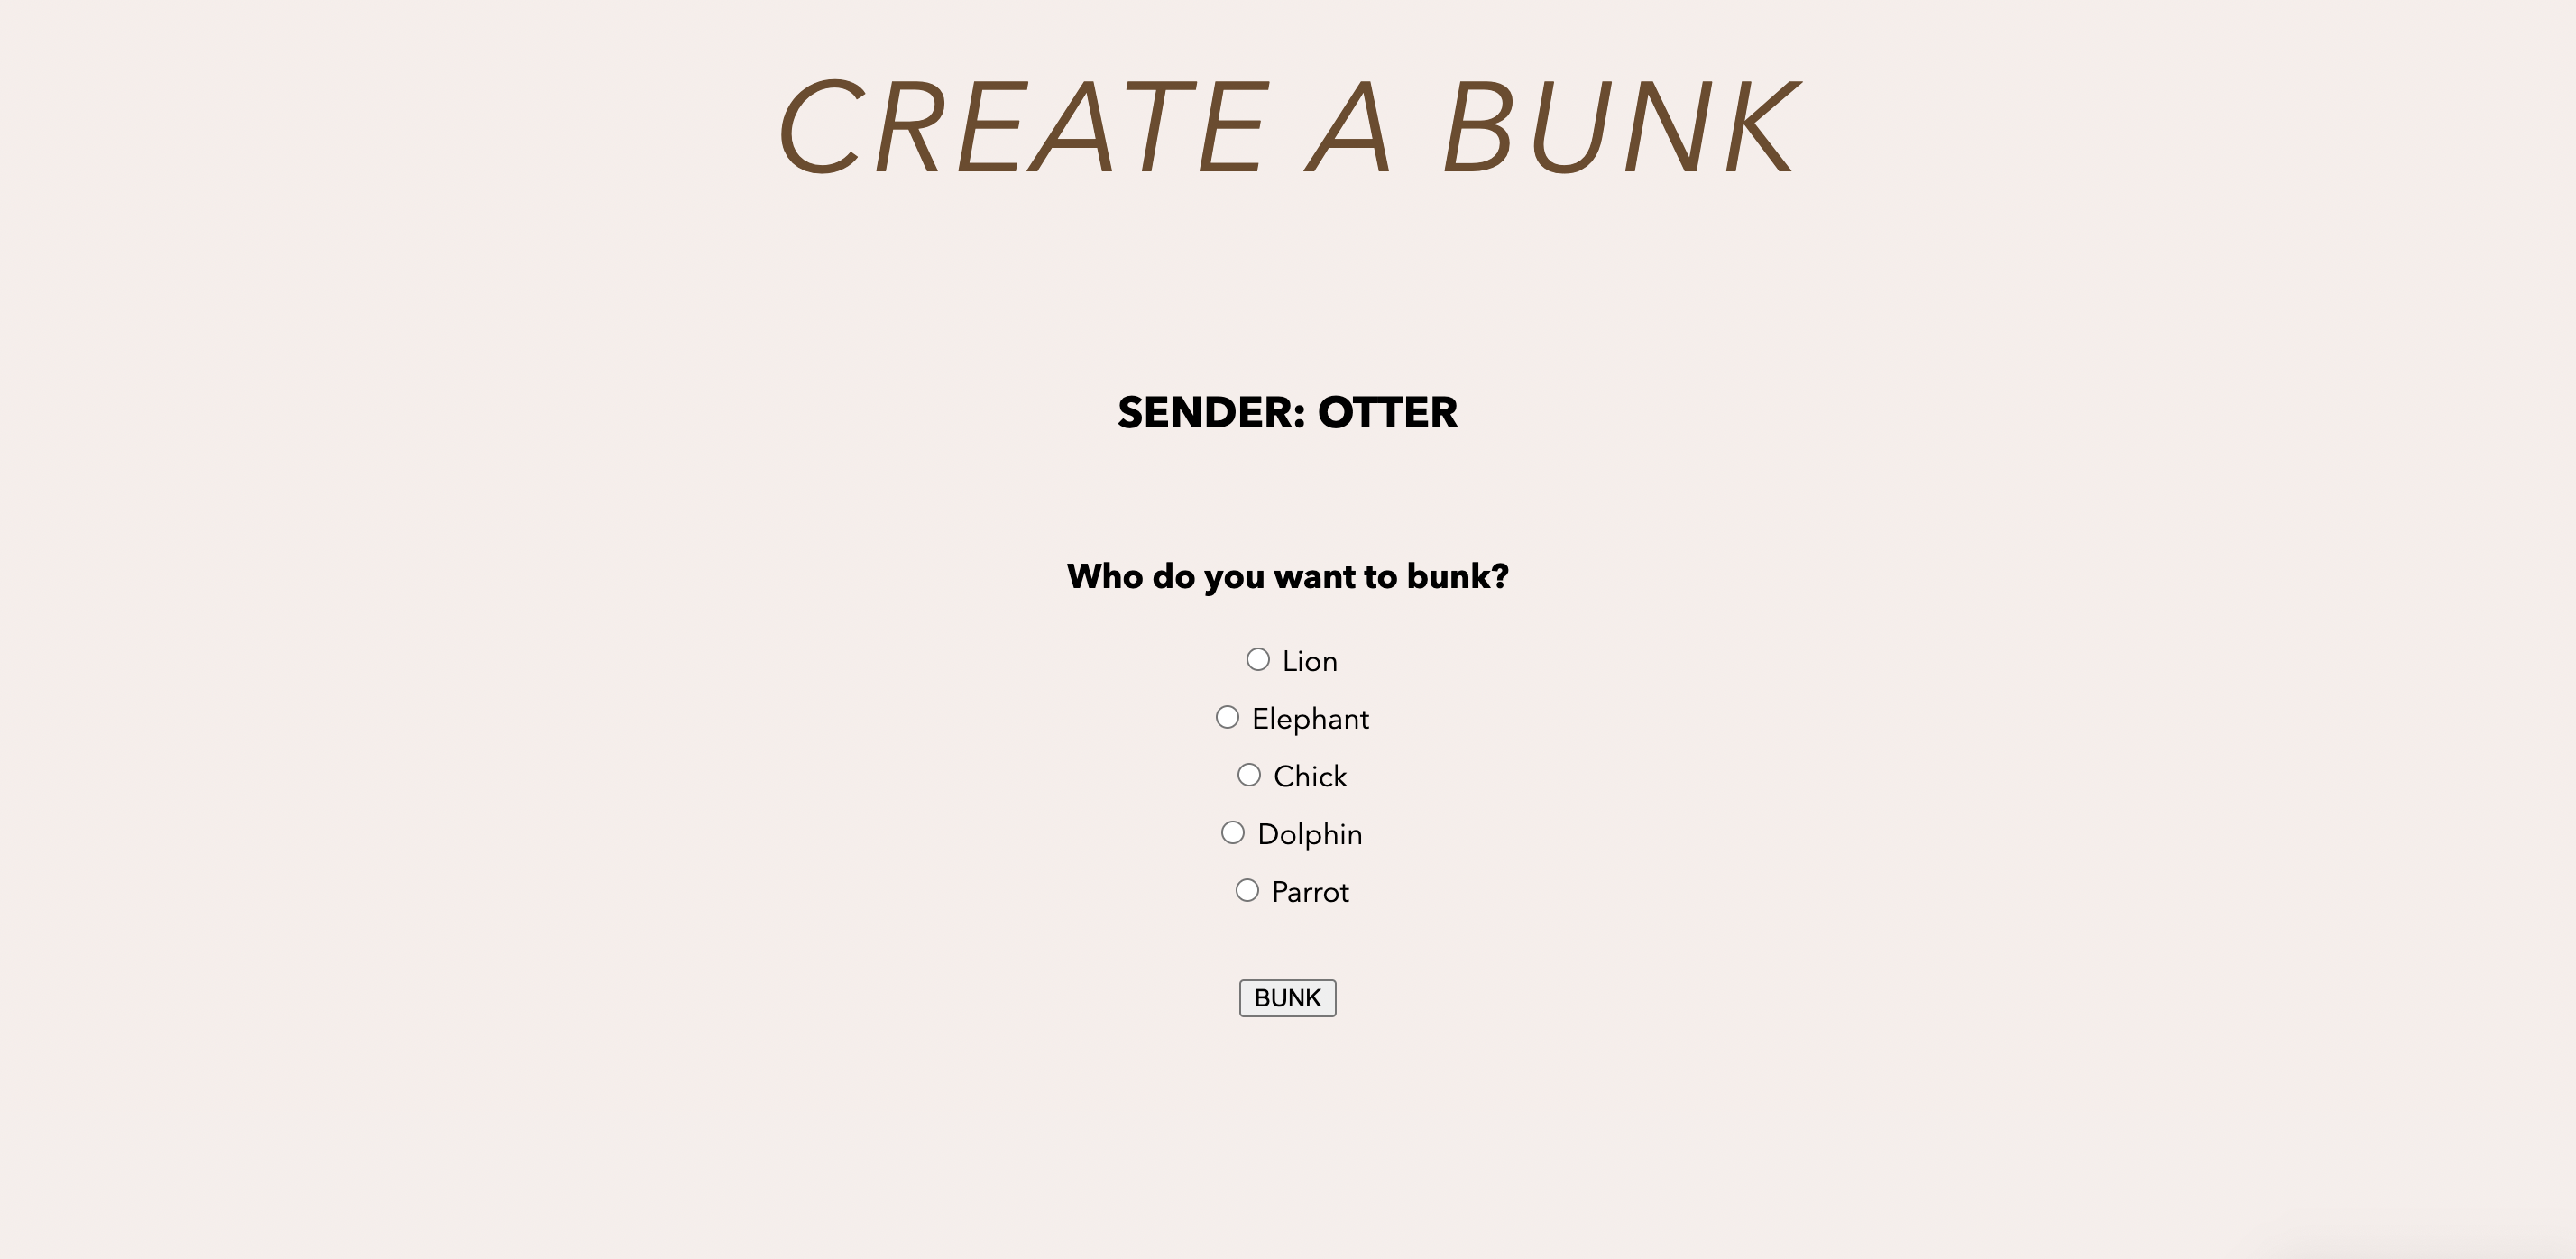 CREATE A BUNK
SENDER: OTTER
Who do you want to bunk?
Lion
Elephant
Chick
Dolphin
Parrot
BUNK